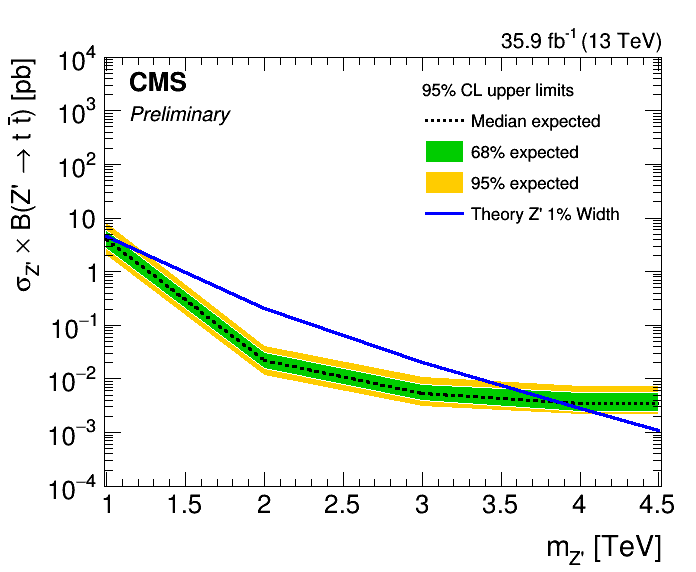 35.9 fb⁻¹ (13 TeV)
CMS
Preliminary
95% CL upper limits
Median expected
68% expected
95% expected
Theory Z' 1% Width
σ_Z' × B(Z' → t t̄) [pb]
10⁴
10³
10²
10
1
10⁻¹
10⁻²
10⁻³
10⁻⁴
1 1.5 2 2.5 3 3.5 4 4.5
m_Z' [TeV]